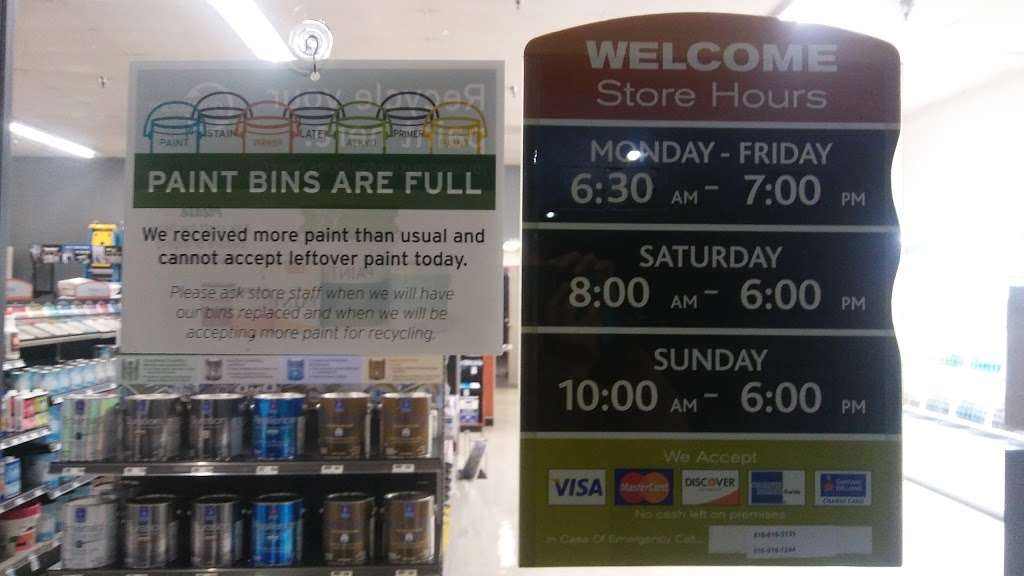 PAINT
STAIN
LATEX
PRIMER
PAINT BINS ARE FULL
We received more paint than usual and
cannot accept leftover paint today.
Please ask store staff when we will have
our bins replaced and when we will be
accepting more paint for recycling.
Recycle your
WELCOME
Store Hours
MONDAY - FRIDAY
6:30 AM - 7:00 PM
SATURDAY
8:00 AM - 6:00 PM
SUNDAY
10:00 AM - 6:00 PM
We Accept
VISA
MasterCard
DISCOVER
No cash left on premises
In Case Of Emergency Call